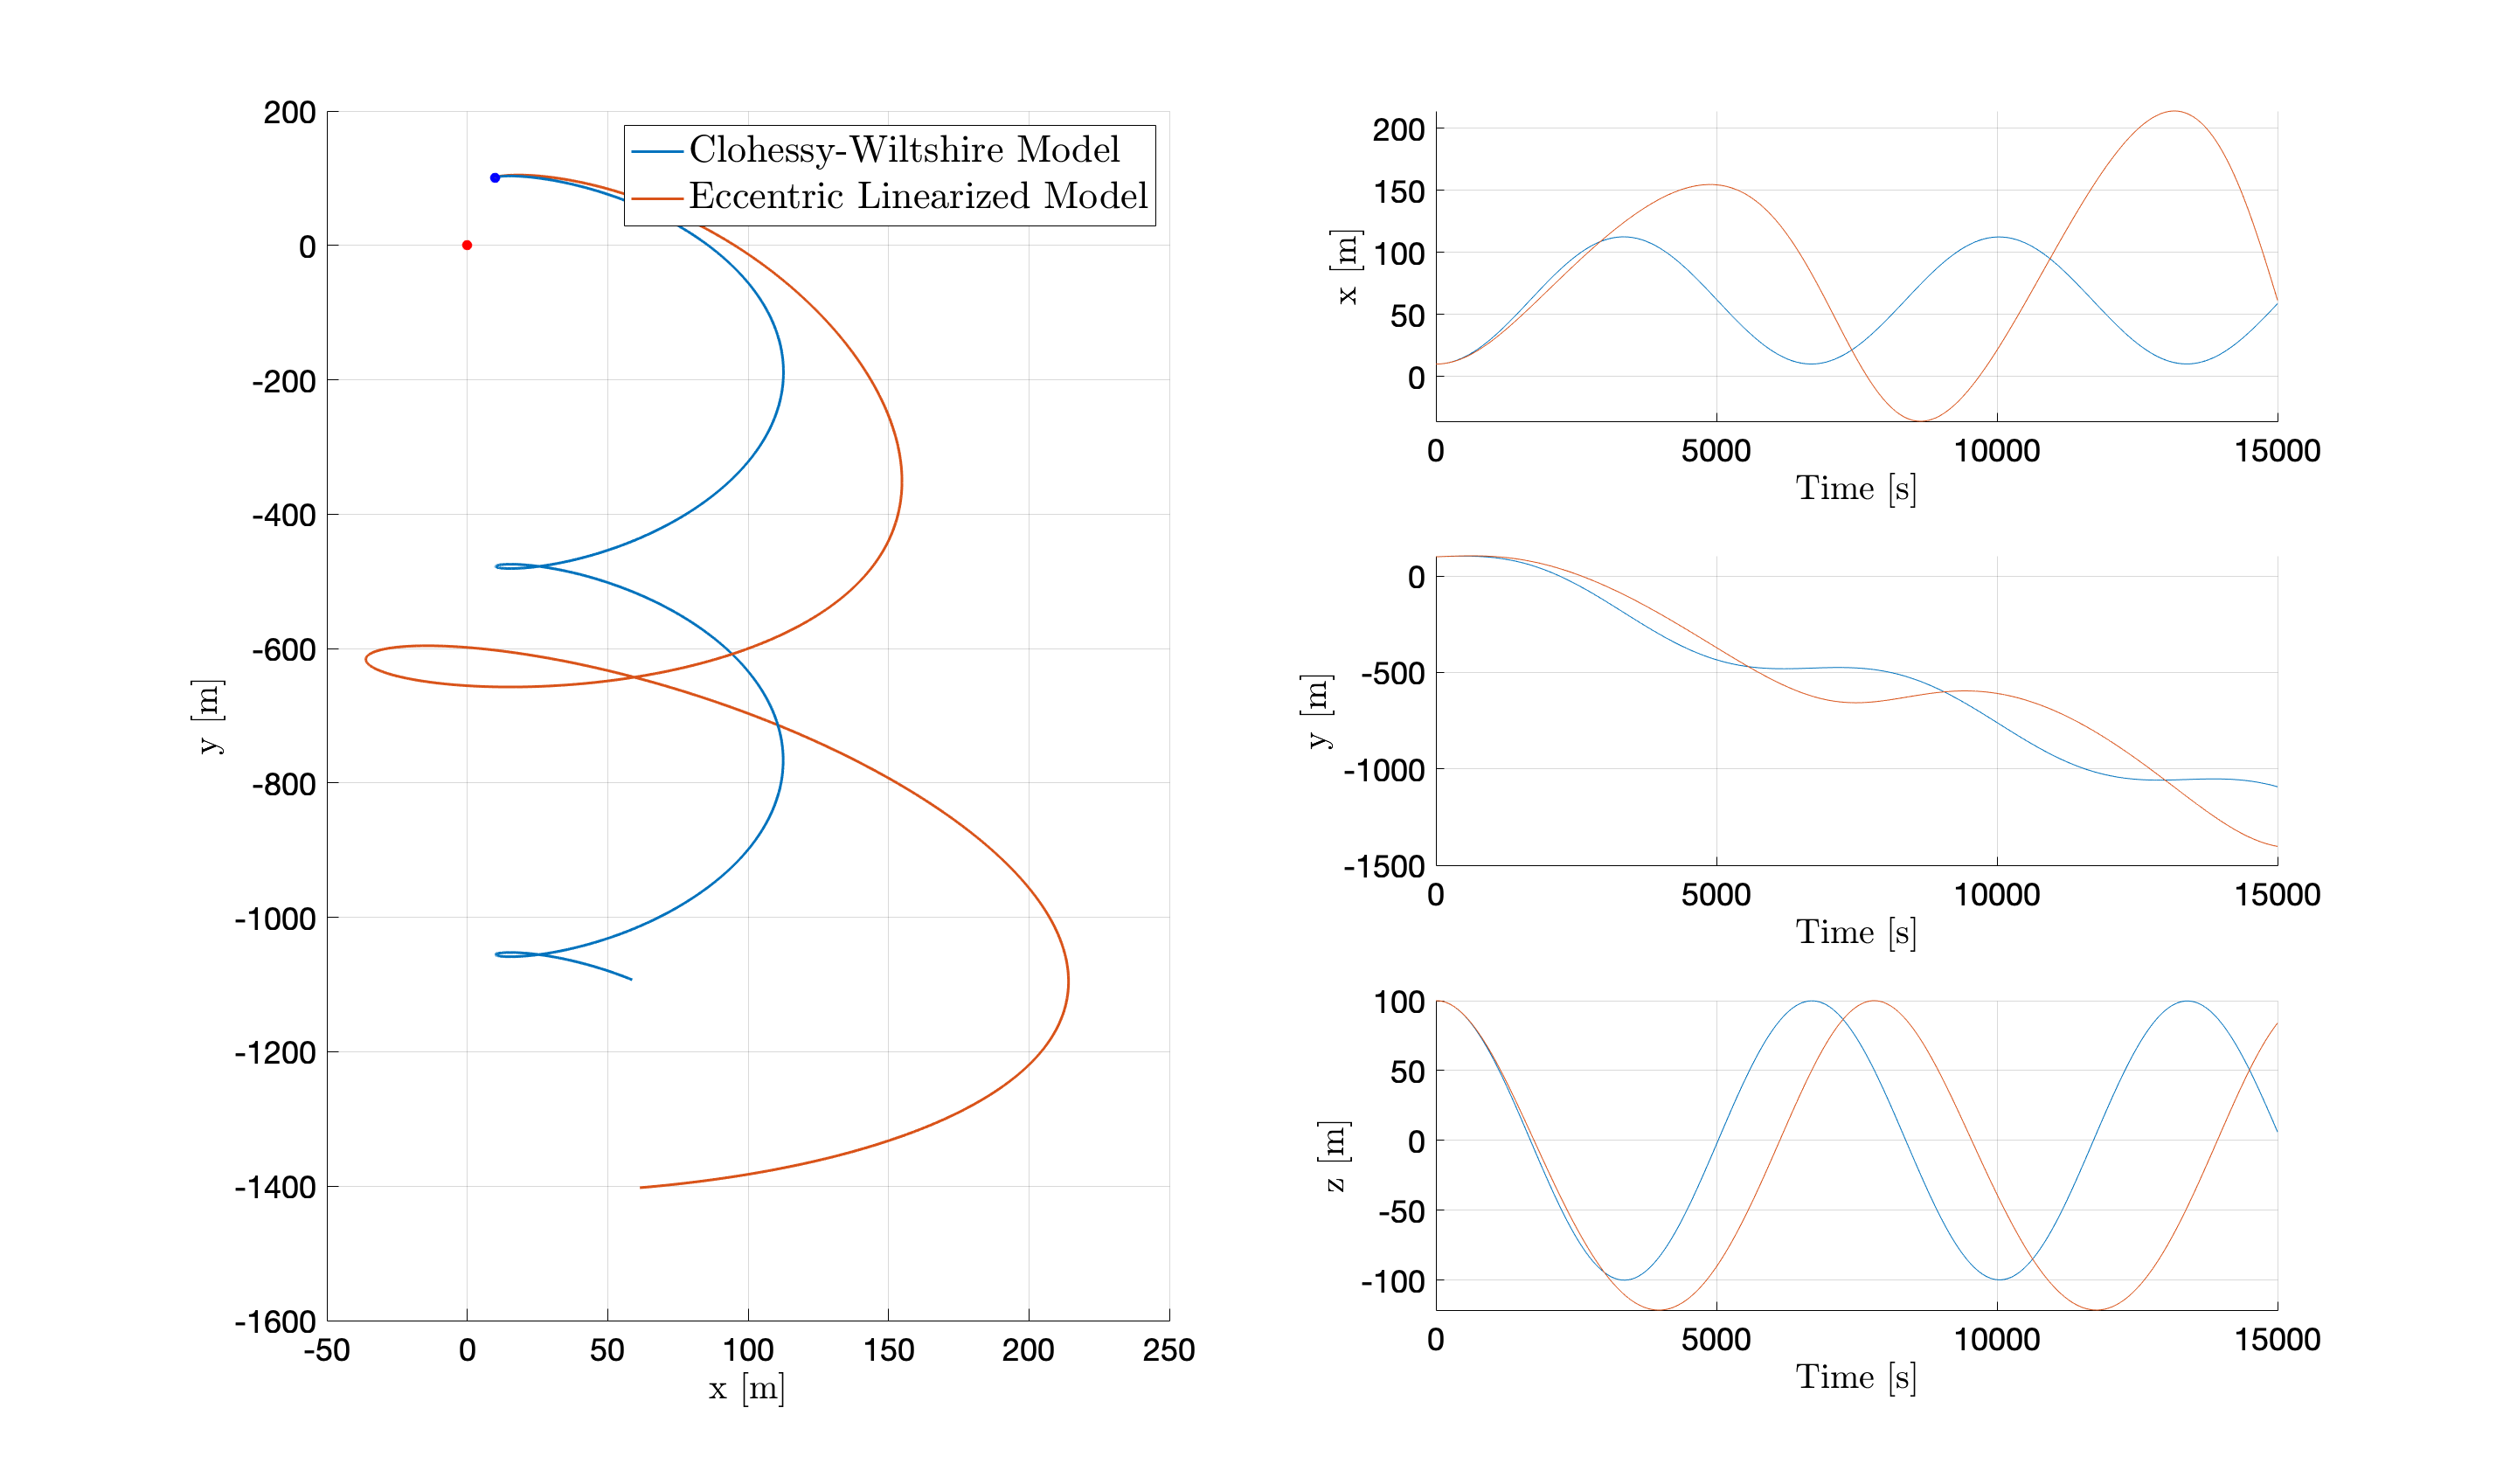 200
0
-200
-400
-600
-800
-1000
-1200
-1400
-1600
-50 0 50 100 150 200 250
x [m]
y [m]
Clohessy-Wiltshire Model
Eccentric Linearized Model
200
150
100
50
0
x [m]
0 5000 10000 15000
Time [s]
0
-500
-1000
-1500
y [m]
0 5000 10000 15000
Time [s]
100
50
0
-50
-100
z [m]
0 5000 10000 15000
Time [s]